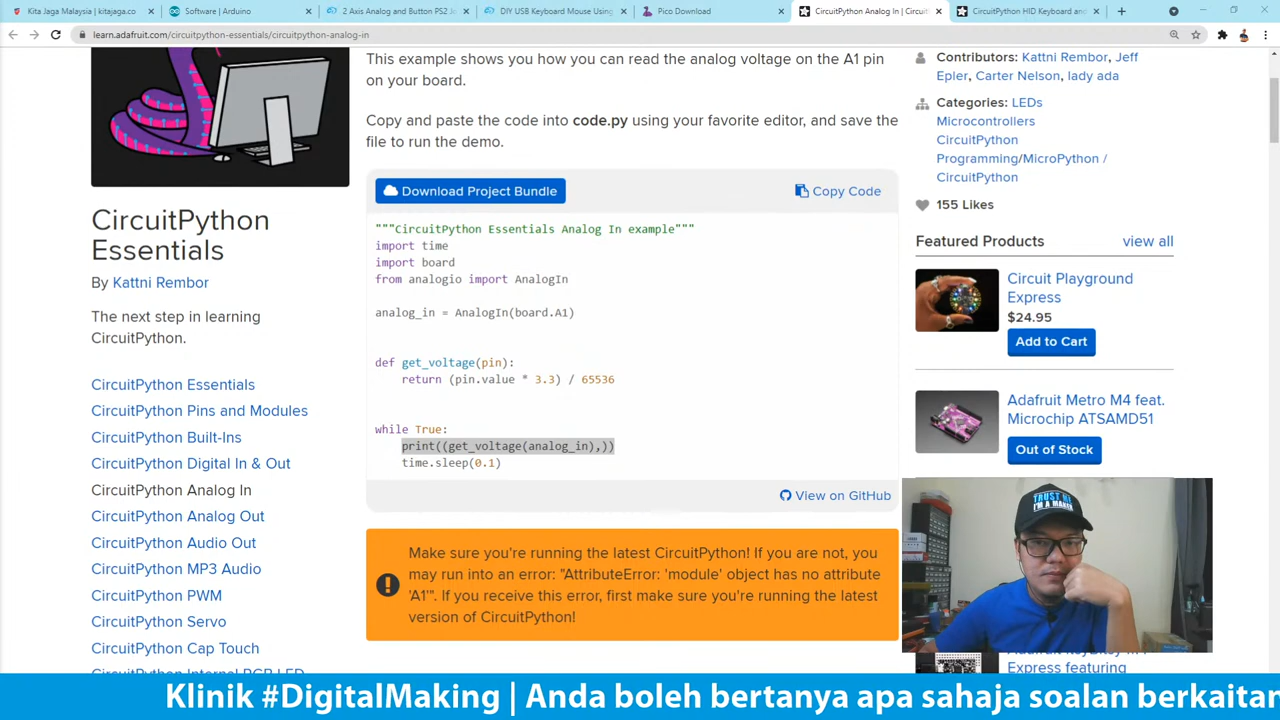 Kita Jaga Malaysia | kitajaga.co
Software | Arduino
2 Axis Analog and Button PS2 Jo
DIY USB Keyboard Mouse Using
Pico Download
CircuitPython Analog In | Circuit
CircuitPython HID Keyboard and
learn.adafruit.com/circuitpython-essentials/circuitpython-analog-in
CircuitPython
Essentials
By Kattni Rembor
The next step in learning
CircuitPython.
CircuitPython Essentials
CircuitPython Pins and Modules
CircuitPython Built-Ins
CircuitPython Digital In & Out
CircuitPython Analog In
CircuitPython Analog Out
CircuitPython Audio Out
CircuitPython MP3 Audio
CircuitPython PWM
CircuitPython Servo
CircuitPython Cap Touch
This example shows you how you can read the analog voltage on the A1 pin
on your board.
Copy and paste the code into code.py using your favorite editor, and save the
file to run the demo.
Download Project Bundle
Copy Code
"""CircuitPython Essentials Analog In example"""
import time
import board
from analogio import AnalogIn
analog_in = AnalogIn(board.A1)
def get_voltage(pin):
return (pin.value * 3.3) / 65536
while True:
print((get_voltage(analog_in),))
time.sleep(0.1)
View on GitHub
Make sure you're running the latest CircuitPython! If you are not, you
may run into an error: "AttributeError: 'module' object has no attribute
'A1'". If you receive this error, first make sure you're running the latest
version of CircuitPython!
Contributors: Kattni Rembor, Jeff
Epler, Carter Nelson, lady ada
Categories: LEDs
Microcontrollers
CircuitPython
Programming/MicroPython /
CircuitPython
155 Likes
Featured Products
view all
Circuit Playground
Express
$24.95
Add to Cart
Adafruit Metro M4 feat.
Microchip ATSAMD51
Out of Stock
Express featuring
TRUST ME
I'M A MAKER
Klinik #DigitalMaking | Anda boleh bertanya apa sahaja soalan berkaitan